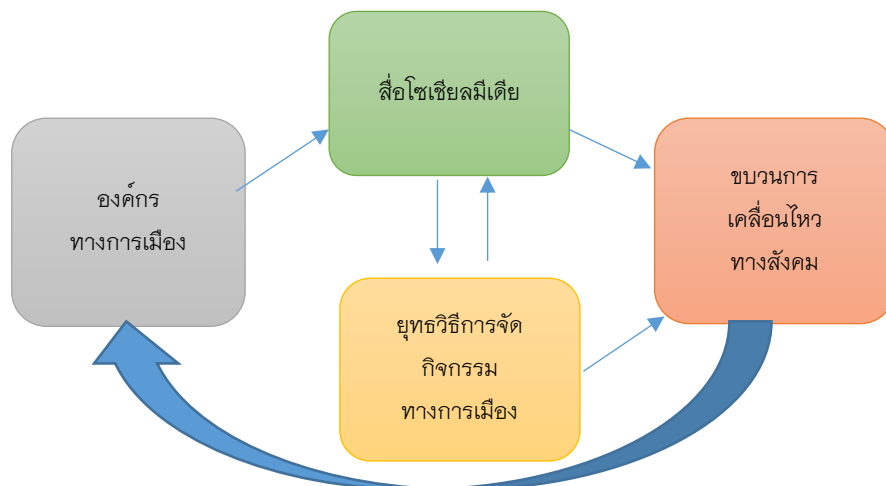 สื่อโซเชียลมีเดีย
องค์กร
ทางการเมือง
ขบวนการ
เคลื่อนไหว
ทางสังคม
ยุทธวิธีการจัด
กิจกรรม
ทางการเมือง